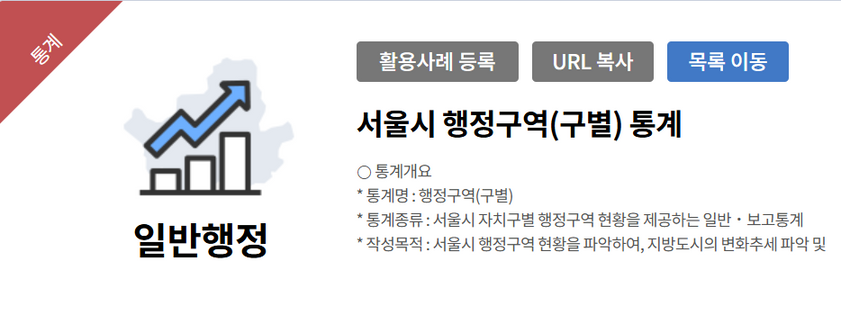 통계
활용사례 등록
URL 복사
목록 이동
서울시 행정구역(구별) 통계
○ 통계개요
* 통계명 : 행정구역(구별)
* 통계종류 : 서울시 자치구별 행정구역 현황을 제공하는 일반・보고통계
* 작성목적 : 서울시 행정구역 현황을 파악하여, 지방도시의 변화추세 파악 및
일반행정